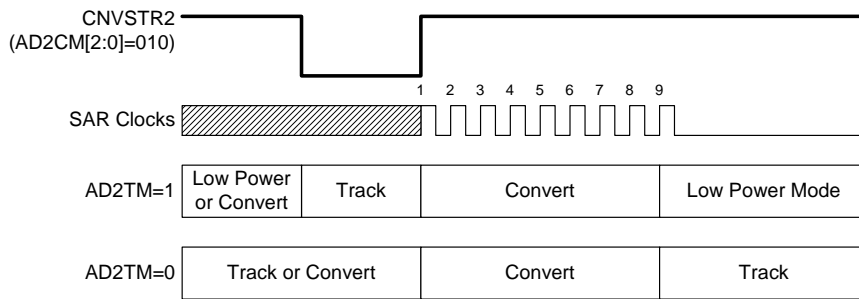 CNVSTR2
(AD2CM[2:0]=010)
1 2 3 4 5 6 7 8 9
SAR Clocks
AD2TM=1
Low Power
or Convert
Track
Convert
Low Power Mode
AD2TM=0
Track or Convert
Convert
Track